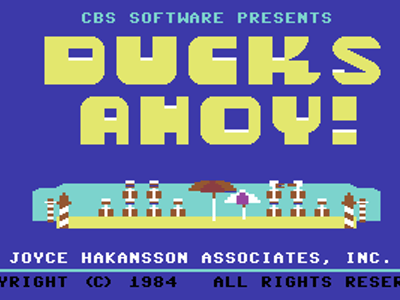 CBS SOFTWARE PRESENTS
DUCKS
AHOY!
JOYCE HAKANSSON ASSOCIATES, INC.
YRIGHT (C) 1984 ALL RIGHTS RESER